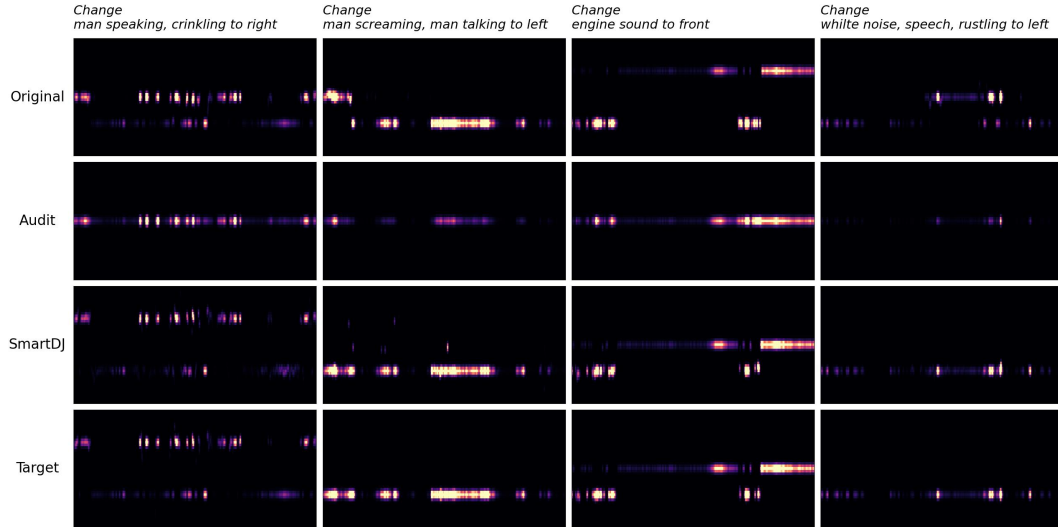 Change
man speaking, crinkling to right
Change
man screaming, man talking to left
Change
engine sound to front
Change
whilte noise, speech, rustling to left
Original
Audit
SmartDJ
Target